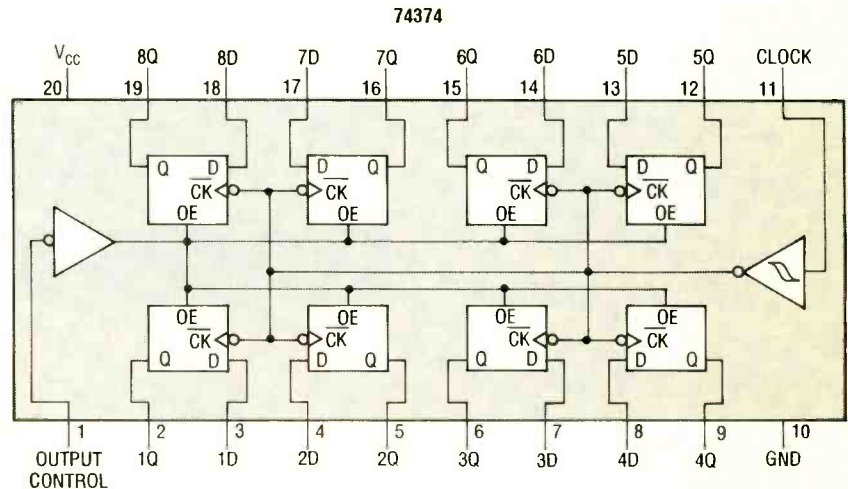 74374
V_CC 8Q 8D 7D 7Q 6Q 6D 5D 5Q CLOCK
20 19 18 17 16 15 14 13 12 11
Q D D Q Q D D Q
CK CK CK CK
OE OE OE OE
OE OE OE OE
CK CK CK CK
Q D D Q Q D D Q
1 2 3 4 5 6 7 8 9 10
OUTPUT CONTROL 1Q 1D 2D 2Q 3Q 3D 4D 4Q GND